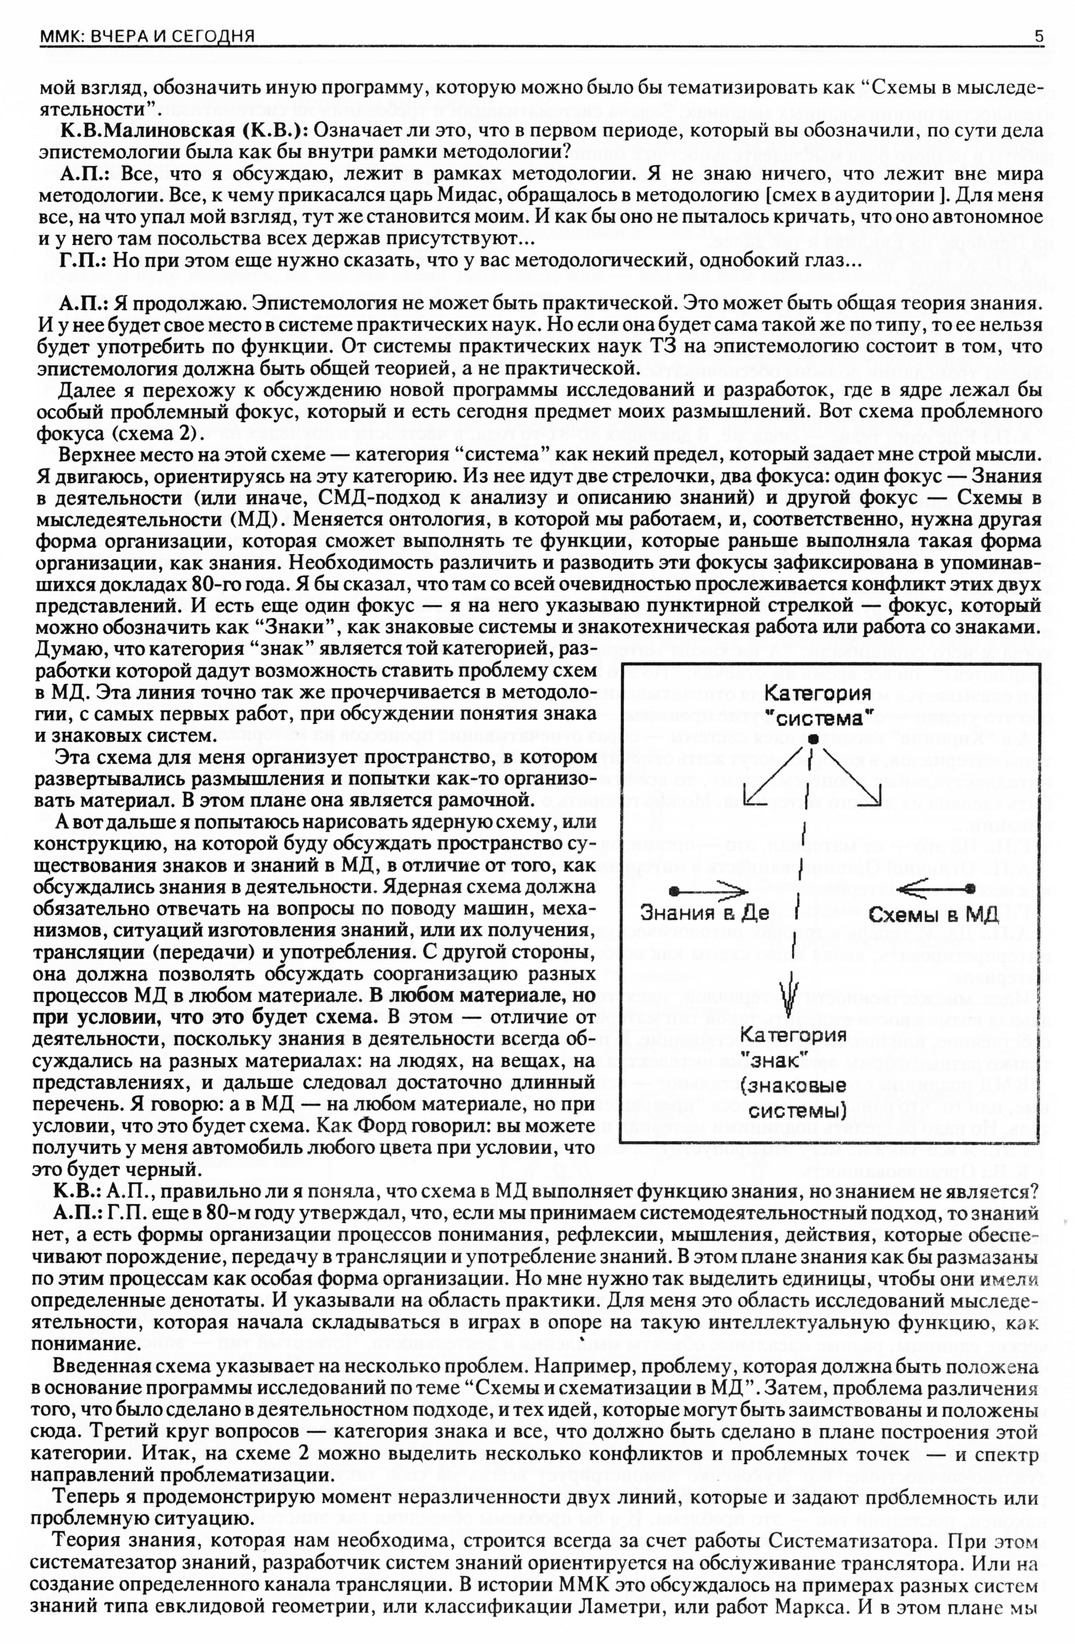 ММК: ВЧЕРА И СЕГОДНЯ 5
мой взгляд, обозначить иную программу, которую можно было бы тематизировать как “Схемы в мыследе-
ятельности”.
К.В.Малиновская (К.В.): Означает ли это, что в первом периоде, который вы обозначили, по сути дела
эпистемологии была как бы внутри рамки методологии?
А.П.: Все, что я обсуждаю, лежит в рамках методологии. Я не знаю ничего, что лежит вне мира
методологии. Все, к чему прикасался царь Мидас, обращалось в методологию [смех в аудитории ]. Для меня
все, на что упал мой взгляд, тут же становится моим. И как бы оно не пыталось кричать, что оно автономное
и у него там посольства всех держав присутствуют...
Г.П.: Но при этом еще нужно сказать, что у вас методологический, однобокий глаз...
А.П.: Я продолжаю. Эпистемология не может быть практической. Это может быть общая теория знания.
И у нее будет свое место в системе практических наук. Но если она будет сама такой же по типу, то ее нельзя
будет употребить по функции. От системы практических наук ТЗ на эпистемологию состоит в том, что
эпистемология должна быть общей теорией, а не практической.
Далее я перехожу к обсуждению новой программы исследований и разработок, где в ядре лежал бы
особый проблемный фокус, который и есть сегодня предмет моих размышлений. Вот схема проблемного
фокуса (схема 2).
Верхнее место на этой схеме — категория “система” как некий предел, который задает мне строй мысли.
Я двигаюсь, ориентируясь на эту категорию. Из нее идут две стрелочки, два фокуса: один фокус — Знания
в деятельности (или иначе, СМД-подход к анализу и описанию знаний) и другой фокус — Схемы в
мыследеятельности (МД). Меняется онтология, в которой мы работаем, и, соответственно, нужна другая
форма организации, которая сможет выполнять те функции, которые раньше выполняла такая форма
организации, как знания. Необходимость различить и разводить эти фокусы зафиксирована в упоминав-
шихся докладах 80-го года. Я бы сказал, что там со всей очевидностью прослеживается конфликт этих двух
представлений. И есть еще один фокус — я на него указываю пунктирной стрелкой — фокус, который
можно обозначить как “Знаки”, как знаковые системы и знакотехническая работа или работа со знаками.
Думаю, что категория “знак” является той категорией, раз-
работки которой дадут возможность ставить проблему схем
в МД. Эта линия точно так же прочерчивается в методоло-
гии, с самых первых работ, при обсуждении понятия знака
и знаковых систем.
Эта схема для меня организует пространство, в котором
развертывались размышления и попытки как-то организо-
вать материал. В этом плане она является рамочной.
А вот дальше я попытаюсь нарисовать ядерную схему, или
конструкцию, на которой буду обсуждать пространство су-
ществования знаков и знаний в МД, в отличие от того, как
обсуждались знания в деятельности. Ядерная схема должна
обязательно отвечать на вопросы по поводу машин, меха-
низмов, ситуаций изготовления знаний, или их получения,
трансляции (передачи) и употребления. С другой стороны,
она должна позволять обсуждать соорганизацию разных
процессов МД в любом материале. В любом материале, но
при условии, что это будет схема. В этом — отличие от
деятельности, поскольку знания в деятельности всегда об-
суждались на разных материалах: на людях, на вещах, на
представлениях, и дальше следовал достаточно длинный
перечень. Я говорю: а в МД — на любом материале, но при
условии, что это будет схема. Как Форд говорил: вы можете
получить у меня автомобиль любого цвета при условии, что
это будет черный.
Категория
"система"
Знания в Де
Схемы в МД
Категория
"знак"
(знаковые
системы)
К.В.: А.П., правильно ли я поняла, что схема в МД выполняет функцию знания, но знанием не является?
А.П.: Г.П. еще в 80-м году утверждал, что, если мы принимаем системодеятельностный подход, то знаний
нет, а есть формы организации процессов понимания, рефлексии, мышления, действия, которые обеспе-
чивают порождение, передачу в трансляции и употребление знаний. В этом плане знания как бы размазаны
по этим процессам как особая форма организации. Но мне нужно так выделить единицы, чтобы они имели
определенные денотаты. И указывали на область практики. Для меня это область исследований мыследе-
ятельности, которая начала складываться в играх в опоре на такую интеллектуальную функцию, как
понимание.
Введенная схема указывает на несколько проблем. Например, проблему, которая должна быть положена
в основание программы исследований по теме “Схемы и схематизации в МД”. Затем, проблема различения
того, что было сделано в деятельностном подходе, и тех идей, которые могут быть заимствованы и положены
сюда. Третий круг вопросов — категория знака и все, что должно быть сделано в плане построения этой
категории. Итак, на схеме 2 можно выделить несколько конфликтов и проблемных точек — и спектр
направлений проблематизации.
Теперь я продемонстрирую момент неразличенности двух линий, которые и задают проблемность или
проблемную ситуацию.
Теория знания, которая нам необходима, строится всегда за счет работы Систематизатора. При этом
систематезатор знаний, разработчик систем знаний ориентируется на обслуживание транслятора. Или на
создание определенного канала трансляции. В истории ММК это обсуждалось на примерах разных систем
знаний типа евклидовой геометрии, или классификации Ламетри, или работ Маркса. И в этом плане мы